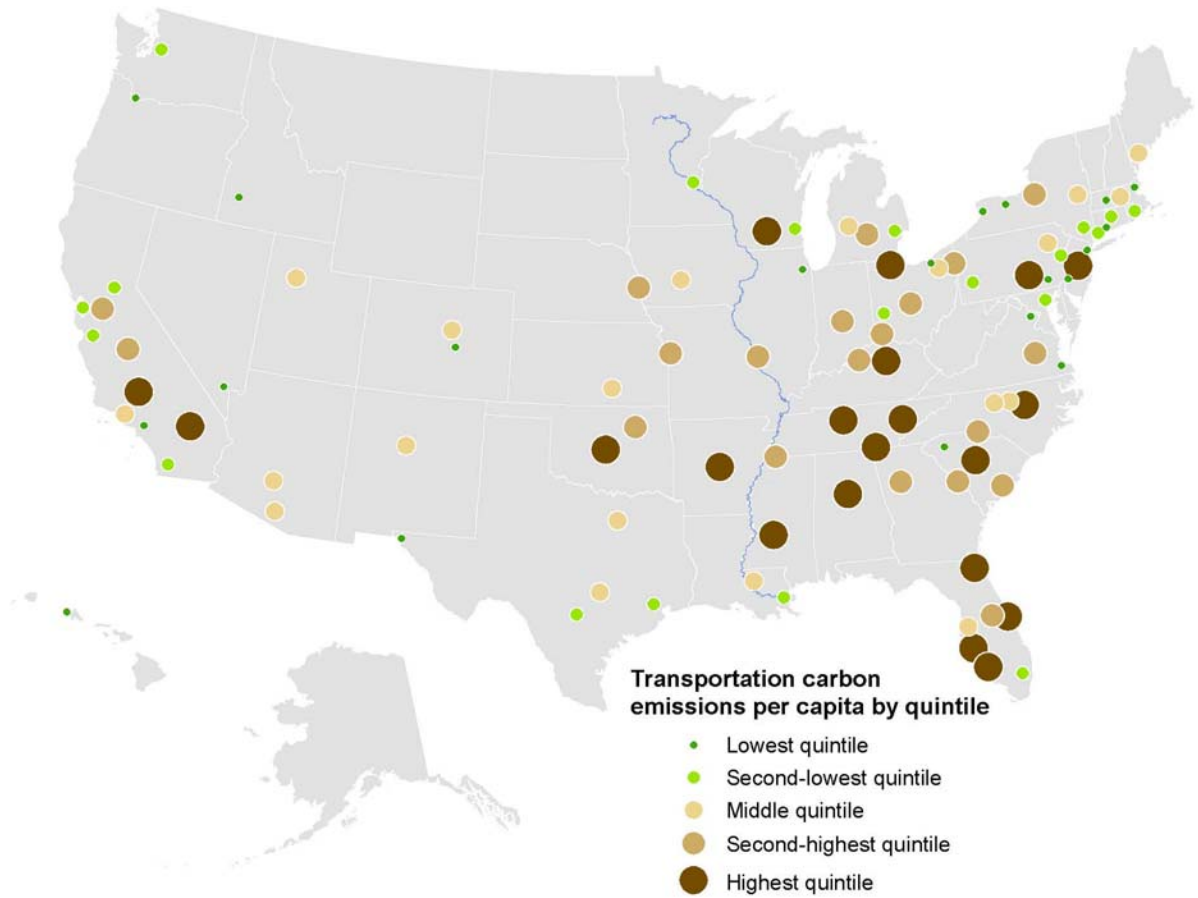 Transportation carbon
emissions per capita by quintile
Lowest quintile
Second-lowest quintile
Middle quintile
Second-highest quintile
Highest quintile